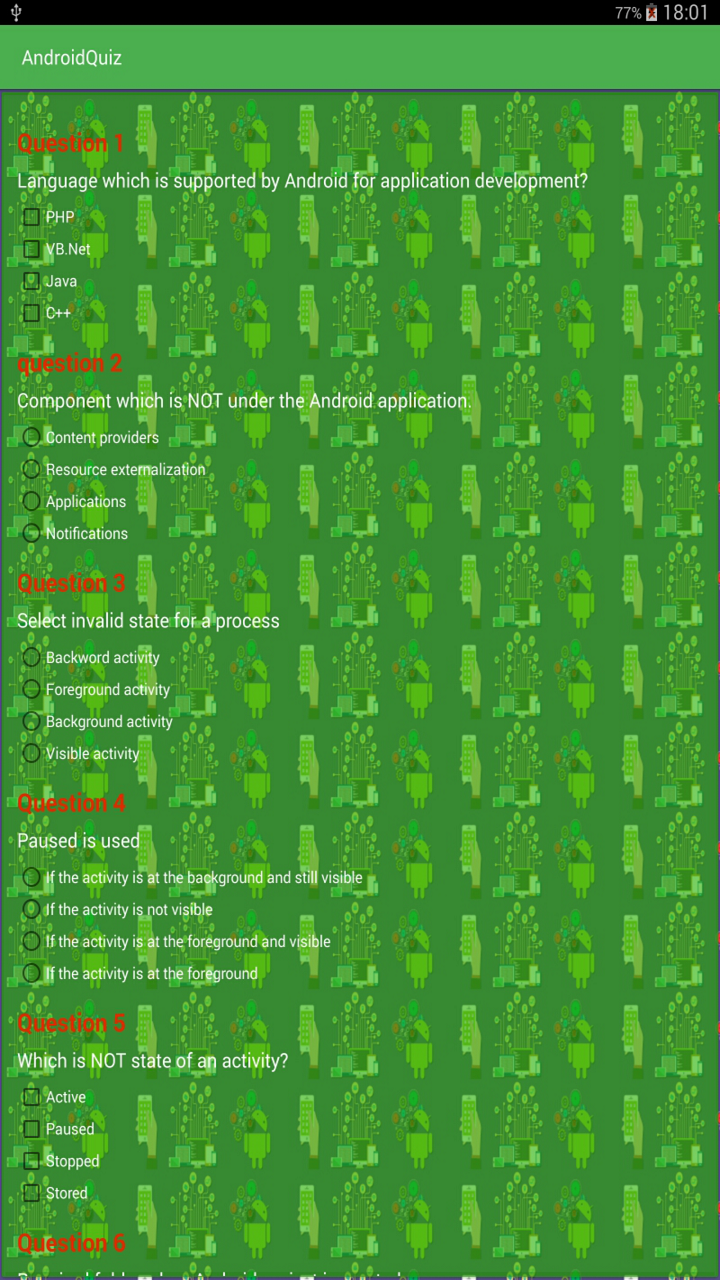 77% 18:01
AndroidQuiz
Question 1
Language which is supported by Android for application development?
PHP
VB.Net
Java
C++
question 2
Component which is NOT under the Android application.
Content providers
Resource externalization
Applications
Notifications
Question 3
Select invalid state for a process
Backword activity
Foreground activity
Background activity
Visible activity
Question 4
Paused is used
If the activity is at the background and still visible
If the activity is not visible
If the activity is at the foreground and visible
If the activity is at the foreground
Question 5
Which is NOT state of an activity?
Active
Paused
Stopped
Stored
Question 6